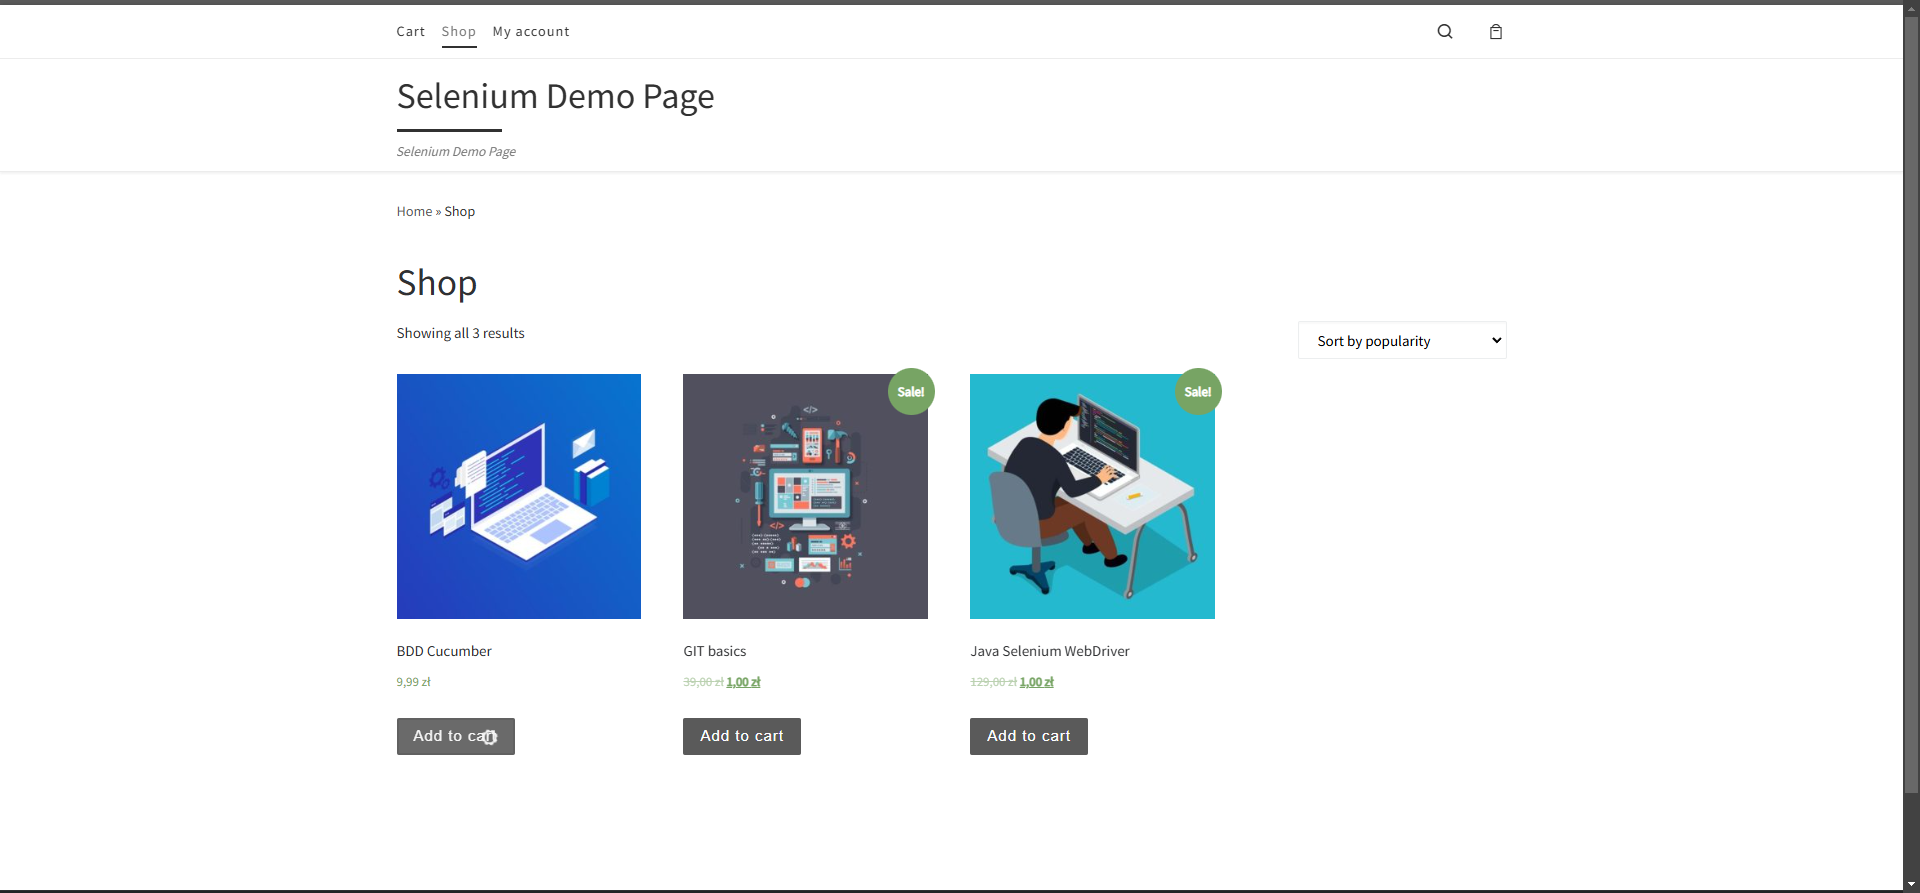 Cart Shop My account
Selenium Demo Page
Selenium Demo Page
Home » Shop
Shop
Showing all 3 results
Sort by popularity
Sale!
Sale!
BDD Cucumber
9,99 zł
Add to cart
GIT basics
39,00 zł 1,00 zł
Add to cart
Java Selenium WebDriver
129,00 zł 1,00 zł
Add to cart